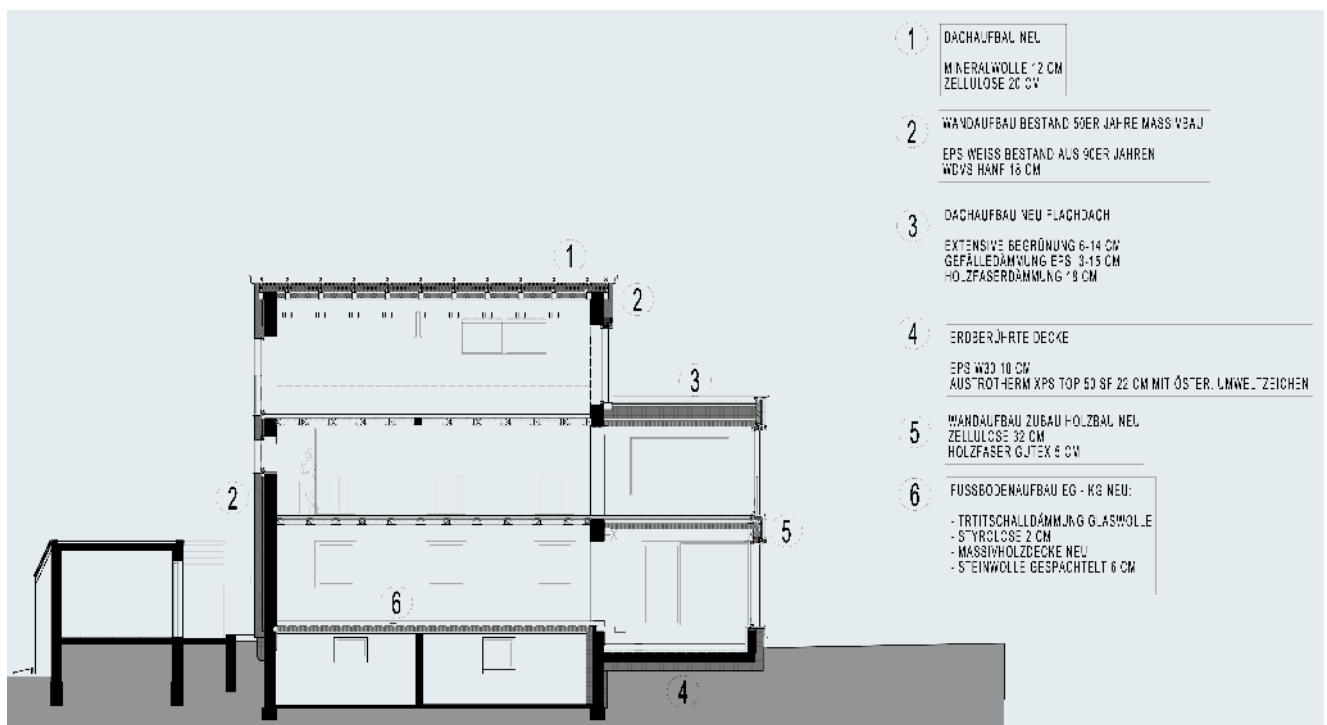 1
DACHAUFBAU NEU
MINERALWOLLE 12 CM
ZELLULOSE 20 CM
2
WANDAUFBAU BESTAND 50ER JAHRE MASSIVBAU
EPS WEISS BESTAND AUS 90ER JAHREN
WDVS HANF 18 CM
3
DACHAUFBAU NEU FLACHDACH
EXTENSIVE BEGRÜNUNG 6-14 CM
GEFÄLLEDÄMMUNG EPS 3-15 CM
HOLZFASERDÄMMUNG 18 CM
4
ERDBERÜHRTE DECKE
EPS W30 10 CM
AUSTROTHERM XPS TOP 50 SF 22 CM MIT ÖSTER. UMWELTZEICHEN
5
WANDAUFBAU ZUBAU HOLZBAU NEU
ZELLULOSE 32 CM
HOLZFASER GUTEX 6 CM
6
FUSSBODENAUFBAU EG - KG NEU:
- TRTITSCHALLDÄMMUNG GLASWOLLE
- STYROLOSE 2 CM
- MASSIVHOLZDECKE NEU
- STEINWOLLE GESPACHTELT 6 CM
1
2
3
2
5
6
4